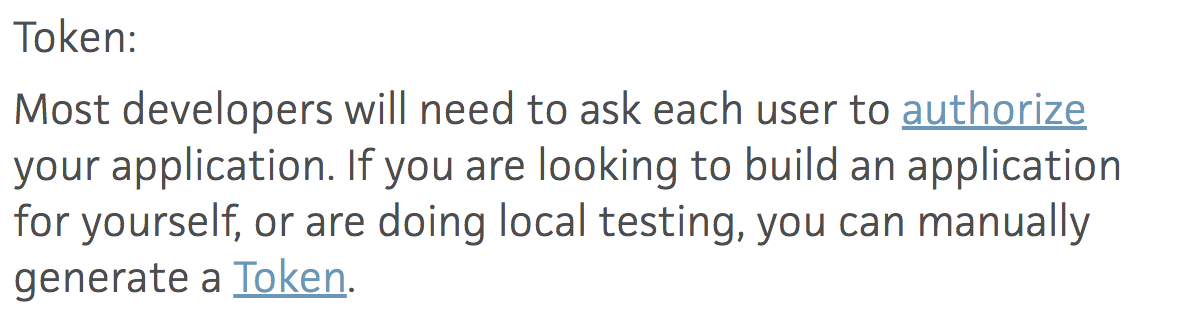 Token:
Most developers will need to ask each user to authorize
your application. If you are looking to build an application
for yourself, or are doing local testing, you can manually
generate a Token.